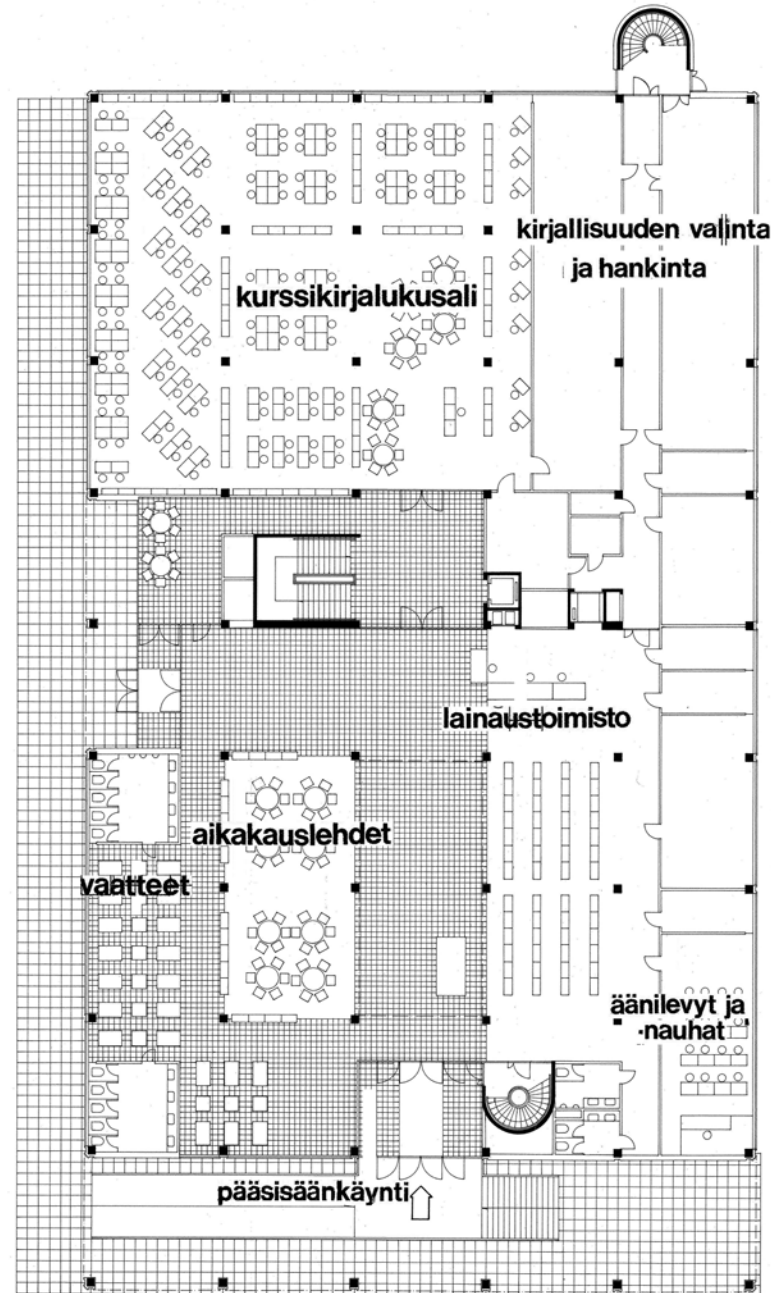 kirjallisuuden valinta
ja hankinta
kurssikirjalukusali
lainaustoimisto
aikakauslehdet
vaatteet
äänilevyt ja
nauhat
pääsisäänkäynti